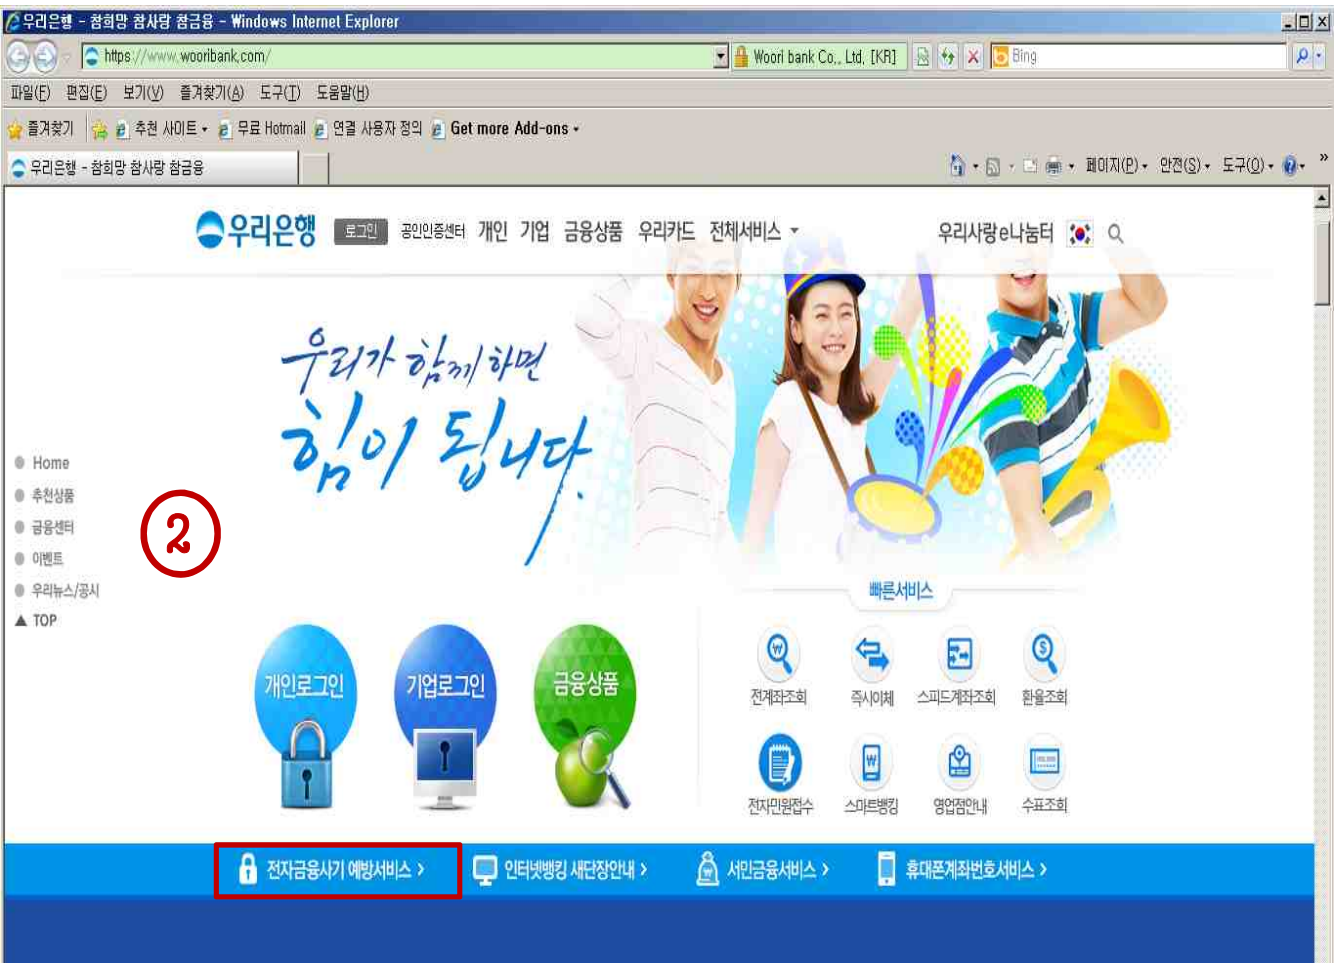 우리은행 - 참희망 참사랑 참금융 - Windows Internet Explorer
https://www.wooribank.com/ Woori bank Co., Ltd. [KR] Bing
파일(F) 편집(E) 보기(V) 즐겨찾기(A) 도구(T) 도움말(H)
즐겨찾기 추천 사이트 무료 Hotmail 연결 사용자 정의 Get more Add-ons
우리은행 - 참희망 참사랑 참금융 페이지(P) 안전(S) 도구(O) »
우리은행 로그인 공인인증센터 개인 기업 금융상품 우리카드 전체서비스 우리사랑e나눔터
우리가 함께 하면
힘이 됩니다.
Home
추천상품
금융센터
이벤트
우리뉴스/공시
▲ TOP
2
빠른서비스
개인로그인 기업로그인 금융상품
전계좌조회 즉시이체 스피드계좌조회 환율조회
전자민원접수 스마트뱅킹 영업점안내 수표조회
전자금융사기 예방서비스 > 인터넷뱅킹 새단장안내 > 서민금융서비스 > 휴대폰계좌번호서비스 >